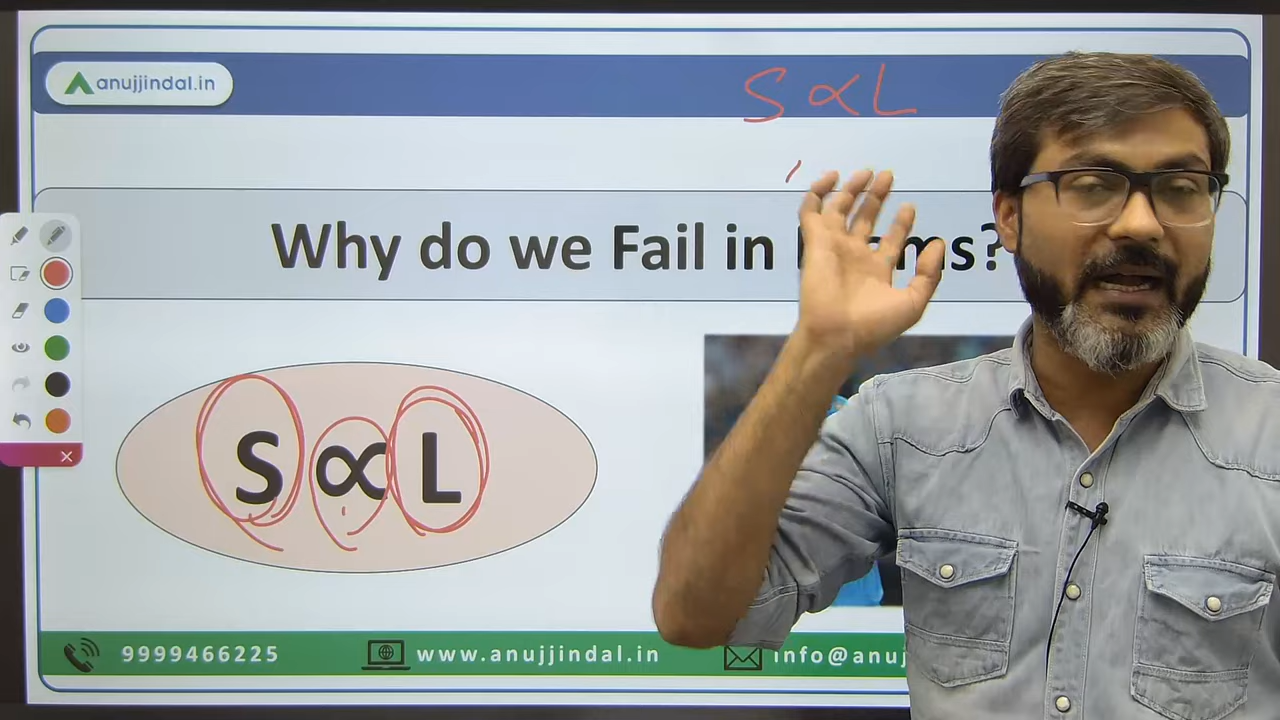 anujjindal.in
S ∝ L
Why do we Fail in
S ∝ L
9999466225
www.anujjindal.in
info@anuj